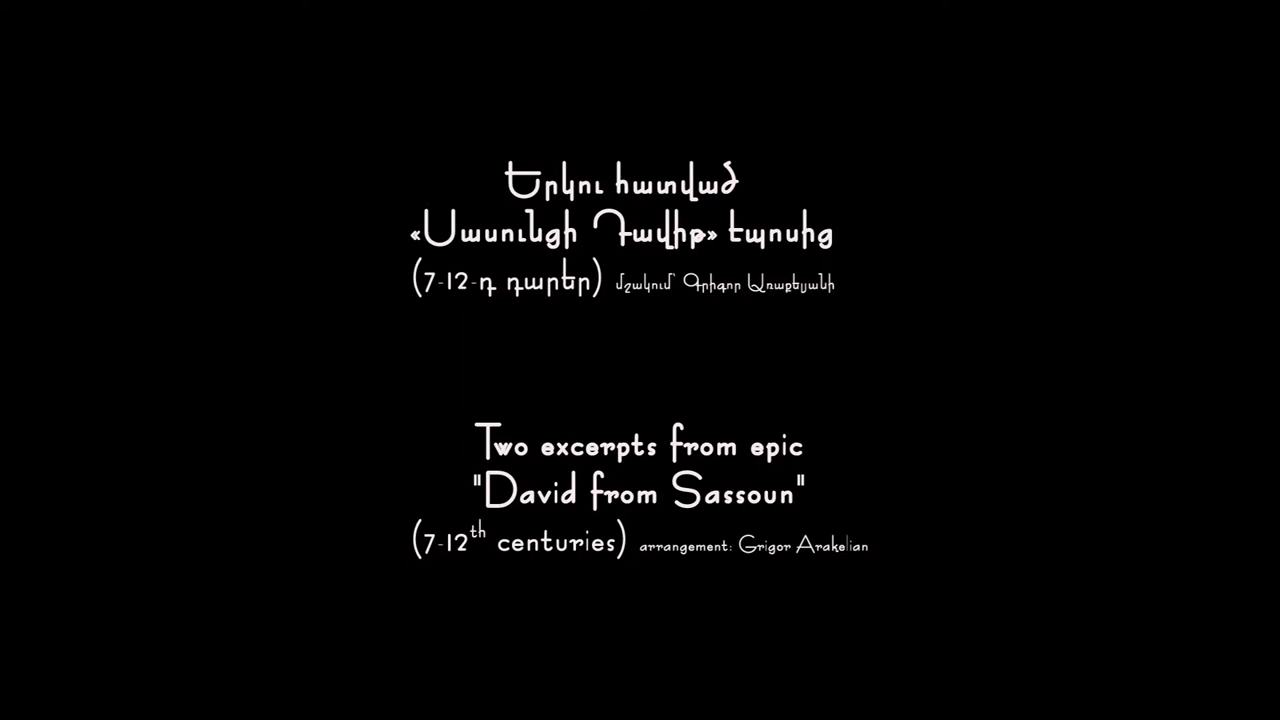 Երկու հատված
«Սասունցի Դավիթ» էպոսից
(7-12-դ դարեր) մշակում՝ Գրիգոր Առաքելյանի
Two excerpts from epic
"David from Sassoun"
(7-12th centuries) arrangement: Grigor Arakelian